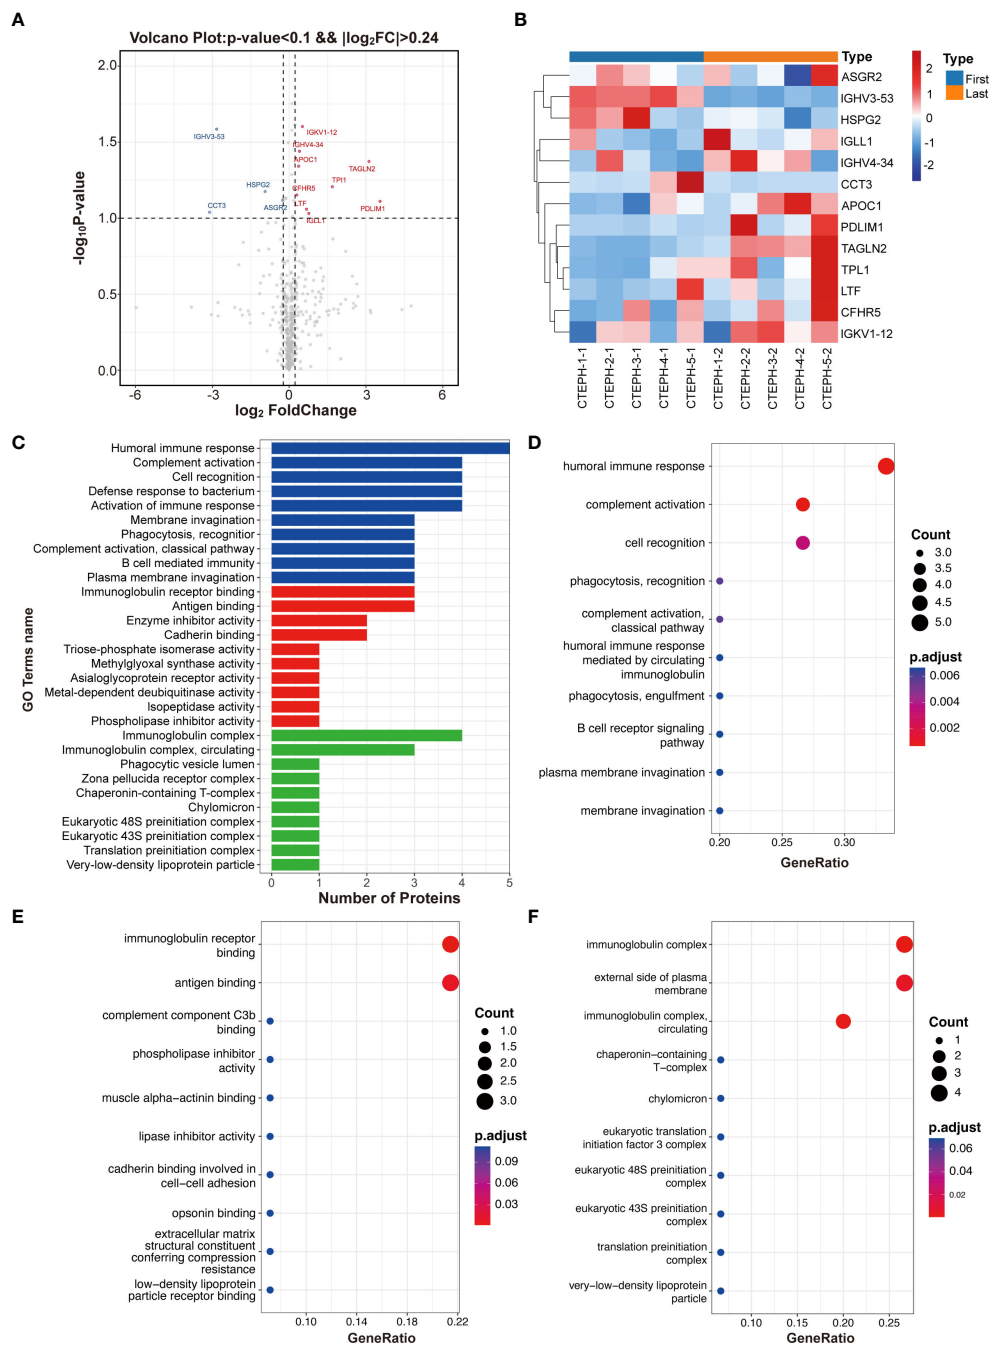 A
Volcano Plot:p-value<0.1 && |log2FC|>0.24
2.0
1.5
1.0
0.5
0.0
-log10P-value
IGHV3-53
IGKV1-12
IGHV4-34
APOC1
TAGLN2
TPI1
HSPG2
CFHR5
ASGR2
LTF
PDLIM1
CCT3
IGLL1
-6
-3
0
3
6
log2 FoldChange
B
Type
ASGR2
IGHV3-53
HSPG2
IGLL1
IGHV4-34
CCT3
APOC1
PDLIM1
TAGLN2
TPL1
LTF
CFHR5
IGKV1-12
CTEPH-1-1
CTEPH-2-1
CTEPH-3-1
CTEPH-4-1
CTEPH-5-1
CTEPH-1-2
CTEPH-2-2
CTEPH-3-2
CTEPH-4-2
CTEPH-5-2
2
1
0
-1
-2
Type
First
Last
C
GO Terms name
Humoral immune response
Complement activation
Cell recognition
Defense response to bacterium
Activation of immune response
Membrane invagination
Phagocytosis, recognitior
Complement activation, classical pathway
B cell mediated immunity
Plasma membrane invagination
Immunoglobulin receptor binding
Antigen binding
Enzyme inhibitor activity
Cadherin binding
Triose-phosphate isomerase activity
Methylglyoxal synthase activity
Asialoglycoprotein receptor activity
Metal-dependent deubiquitinase activity
Isopeptidase activity
Phospholipase inhibitor activity
Immunoglobulin complex
Immunoglobulin complex, circulating
Phagocytic vesicle lumen
Zona pellucida receptor complex
Chaperonin-containing T-complex
Chylomicron
Eukaryotic 48S preinitiation complex
Eukaryotic 43S preinitiation complex
Translation preinitiation complex
Very-low-density lipoprotein particle
0
1
2
3
4
5
Number of Proteins
D
humoral immune response
complement activation
cell recognition
phagocytosis, recognition
complement activation,
classical pathway
humoral immune response
mediated by circulating
immunoglobulin
phagocytosis, engulfment
B cell receptor signaling
pathway
plasma membrane invagination
membrane invagination
0.20
0.25
0.30
GeneRatio
Count
3.0
3.5
4.0
4.5
5.0
p.adjust
0.006
0.004
0.002
E
immunoglobulin receptor
binding
antigen binding
complement component C3b
binding
phospholipase inhibitor
activity
muscle alpha−actinin binding
lipase inhibitor activity
cadherin binding involved in
cell−cell adhesion
opsonin binding
extracellular matrix
structural constituent
conferring compression
resistance
low−density lipoprotein
particle receptor binding
0.10
0.14
0.18
0.22
GeneRatio
Count
1.0
1.5
2.0
2.5
3.0
p.adjust
0.09
0.06
0.03
F
immunoglobulin complex
external side of plasma
membrane
immunoglobulin complex,
circulating
chaperonin−containing
T−complex
chylomicron
eukaryotic translation
initiation factor 3 complex
eukaryotic 48S preinitiation
complex
eukaryotic 43S preinitiation
complex
translation preinitiation
complex
very−low−density lipoprotein
particle
0.10
0.15
0.20
0.25
GeneRatio
Count
1
2
3
4
p.adjust
0.06
0.04
0.02